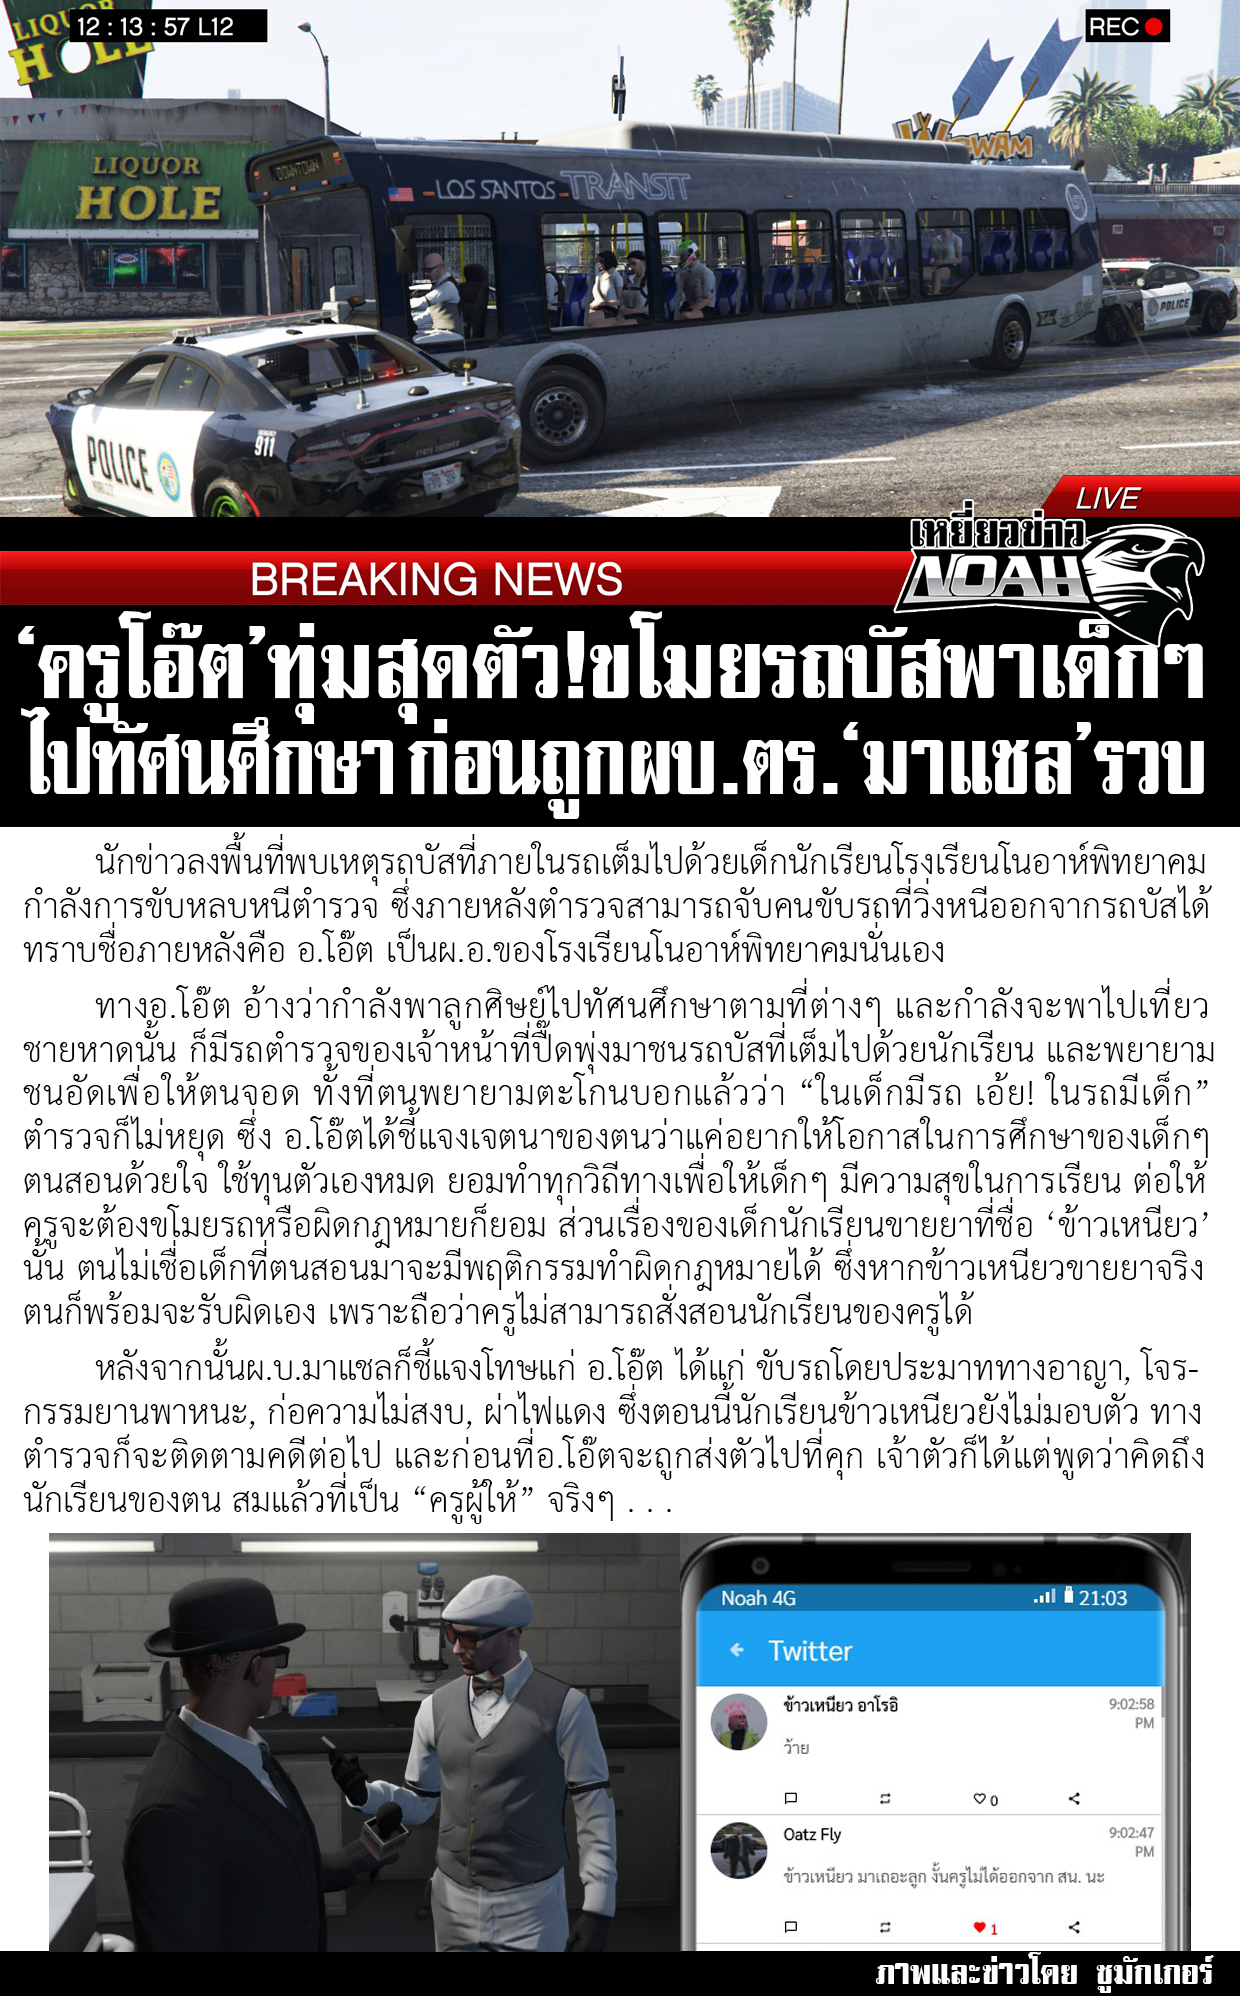 12 : 13 : 57 L12
REC
LIQUOR
HOLE
LIQUOR
HOLE
DOWNTOWN
LOS SANTOS TRANSIT
WIGWAM
POLICE
POLICE
911
LIVE
เหยี่ยวข่าว
NOAH
BREAKING NEWS
‘ครูโอ๊ต’ทุ่มสุดตัว!ขโมยรถบัสพาเด็กๆ
ไปทัศนศึกษา ก่อนถูกผบ.ตร.‘มาแชล’รวบ
นักข่าวลงพื้นที่พบเหตุรถบัสที่ภายในรถเต็มไปด้วยเด็กนักเรียนโรงเรียนโนอาห์พิทยาคม
กำลังการขับหลบหนีตำรวจ ซึ่งภายหลังตำรวจสามารถจับคนขับรถที่วิ่งหนีออกจากรถบัสได้
ทราบชื่อภายหลังคือ อ.โอ๊ต เป็นผ.อ.ของโรงเรียนโนอาห์พิทยาคมนั่นเอง
ทางอ.โอ๊ต อ้างว่ากำลังพาลูกศิษย์ไปทัศนศึกษาตามที่ต่างๆ และกำลังจะพาไปเที่ยว
ชายหาดนั้น ก็มีรถตำรวจของเจ้าหน้าที่ปี๊ดพุ่งมาชนรถบัสที่เต็มไปด้วยนักเรียน และพยายาม
ชนอัดเพื่อให้ตนจอด ทั้งที่ตนพยายามตะโกนบอกแล้วว่า “ในเด็กมีรถ เอ้ย! ในรถมีเด็ก”
ตำรวจก็ไม่หยุด ซึ่ง อ.โอ๊ตได้ชี้แจงเจตนาของตนว่าแค่อยากให้โอกาสในการศึกษาของเด็กๆ
ตนสอนด้วยใจ ใช้ทุนตัวเองหมด ยอมทำทุกวิถีทางเพื่อให้เด็กๆ มีความสุขในการเรียน ต่อให้
ครูจะต้องขโมยรถหรือผิดกฎหมายก็ยอม ส่วนเรื่องของเด็กนักเรียนขายยาที่ชื่อ ‘ข้าวเหนียว’
นั้น ตนไม่เชื่อเด็กที่ตนสอนมาจะมีพฤติกรรมทำผิดกฎหมายได้ ซึ่งหากข้าวเหนียวขายยาจริง
ตนก็พร้อมจะรับผิดเอง เพราะถือว่าครูไม่สามารถสั่งสอนนักเรียนของครูได้
หลังจากนั้นผ.บ.มาแชลก็ชี้แจงโทษแก่ อ.โอ๊ต ได้แก่ ขับรถโดยประมาททางอาญา, โจร-
กรรมยานพาหนะ, ก่อความไม่สงบ, ผ่าไฟแดง ซึ่งตอนนี้นักเรียนข้าวเหนียวยังไม่มอบตัว ทาง
ตำรวจก็จะติดตามคดีต่อไป และก่อนที่อ.โอ๊ตจะถูกส่งตัวไปที่คุก เจ้าตัวก็ได้แต่พูดว่าคิดถึง
นักเรียนของตน สมแล้วที่เป็น “ครูผู้ให้” จริงๆ . . .
Noah 4G
21:03
Twitter
ข้าวเหนียว อาโรอิ
9:02:58
PM
ว้าย
0
Oatz Fly
9:02:47
PM
ข้าวเหนียว มาเถอะลูก งั้นครูไม่ได้ออกจาก สน. นะ
1
ภาพและข่าวโดย ชูมักเกอร์